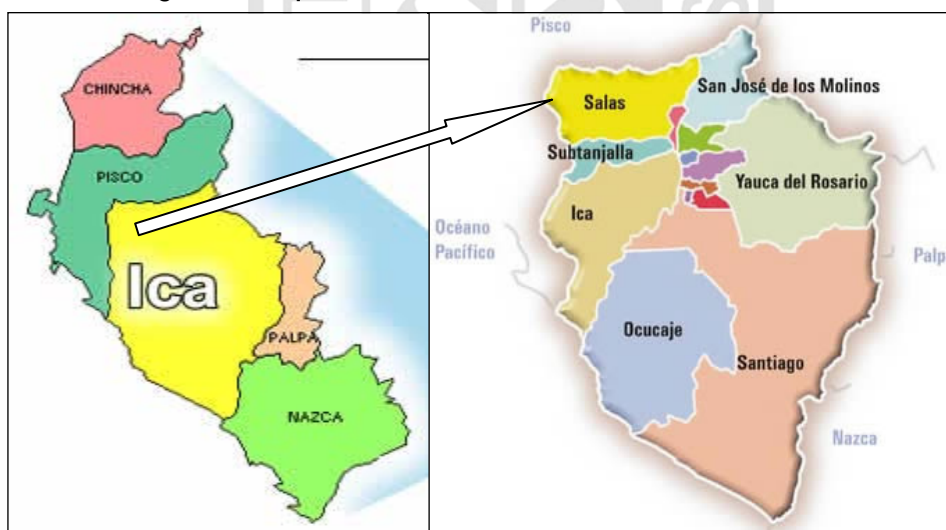 CHINCHA
PISCO
Ica
PALPA
NAZCA
Pisco
San José de los Molinos
Salas
Subtanjalla
Yauca del Rosario
Ica
Océano
Pacífico
Palp
Ocucaje
Santiago
Nazca